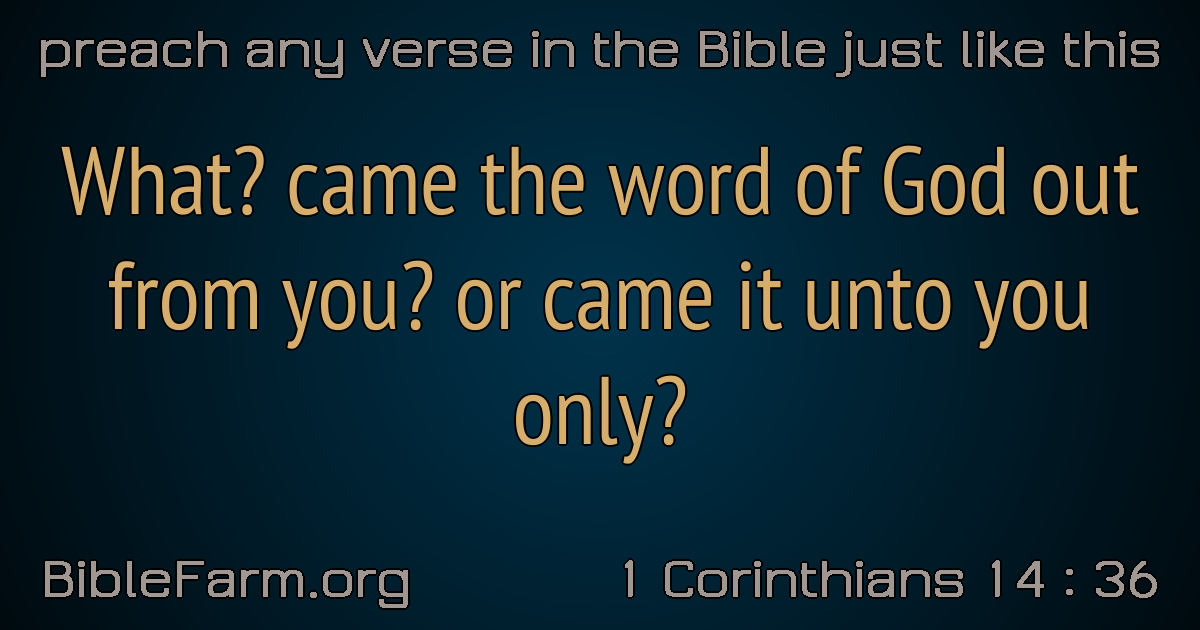 preach any verse in the Bible just like this
What? came the word of God out
from you? or came it unto you
only?
BibleFarm.org
1 Corinthians 14 : 36